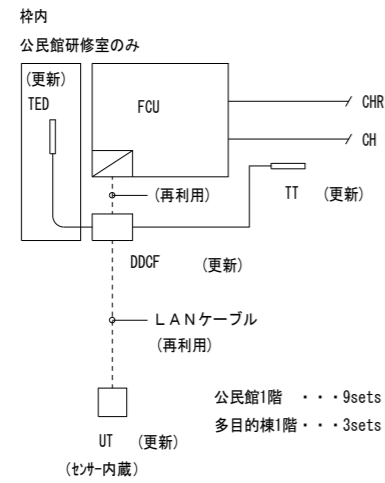 枠内
公民館研修室のみ
(更新)
TED
FCU
CHR
CH
(再利用)
TT (更新)
DDCF (更新)
LANケーブル
(再利用)
公民館1階 ・・・9sets
多目的棟1階・・・3sets
UT (更新)
(センサー内蔵)